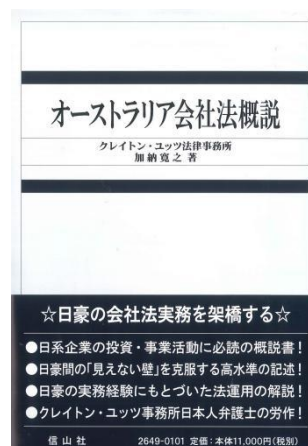 オーストラリア会社法概説
クレイトン・ユッツ法律事務所
加納寛之 著
☆日豪の会社法実務を架橋する☆
●日系企業の投資・事業活動に必読の概説書!
●日豪間の「見えない壁」を克服する高水準の記述!
●日豪の実務経験にもとづいた法運用の解説!
●クレイトン・ユッツ事務所日本人弁護士の労作!
信山社 2649-0101 定価:本体11,000円(税別)